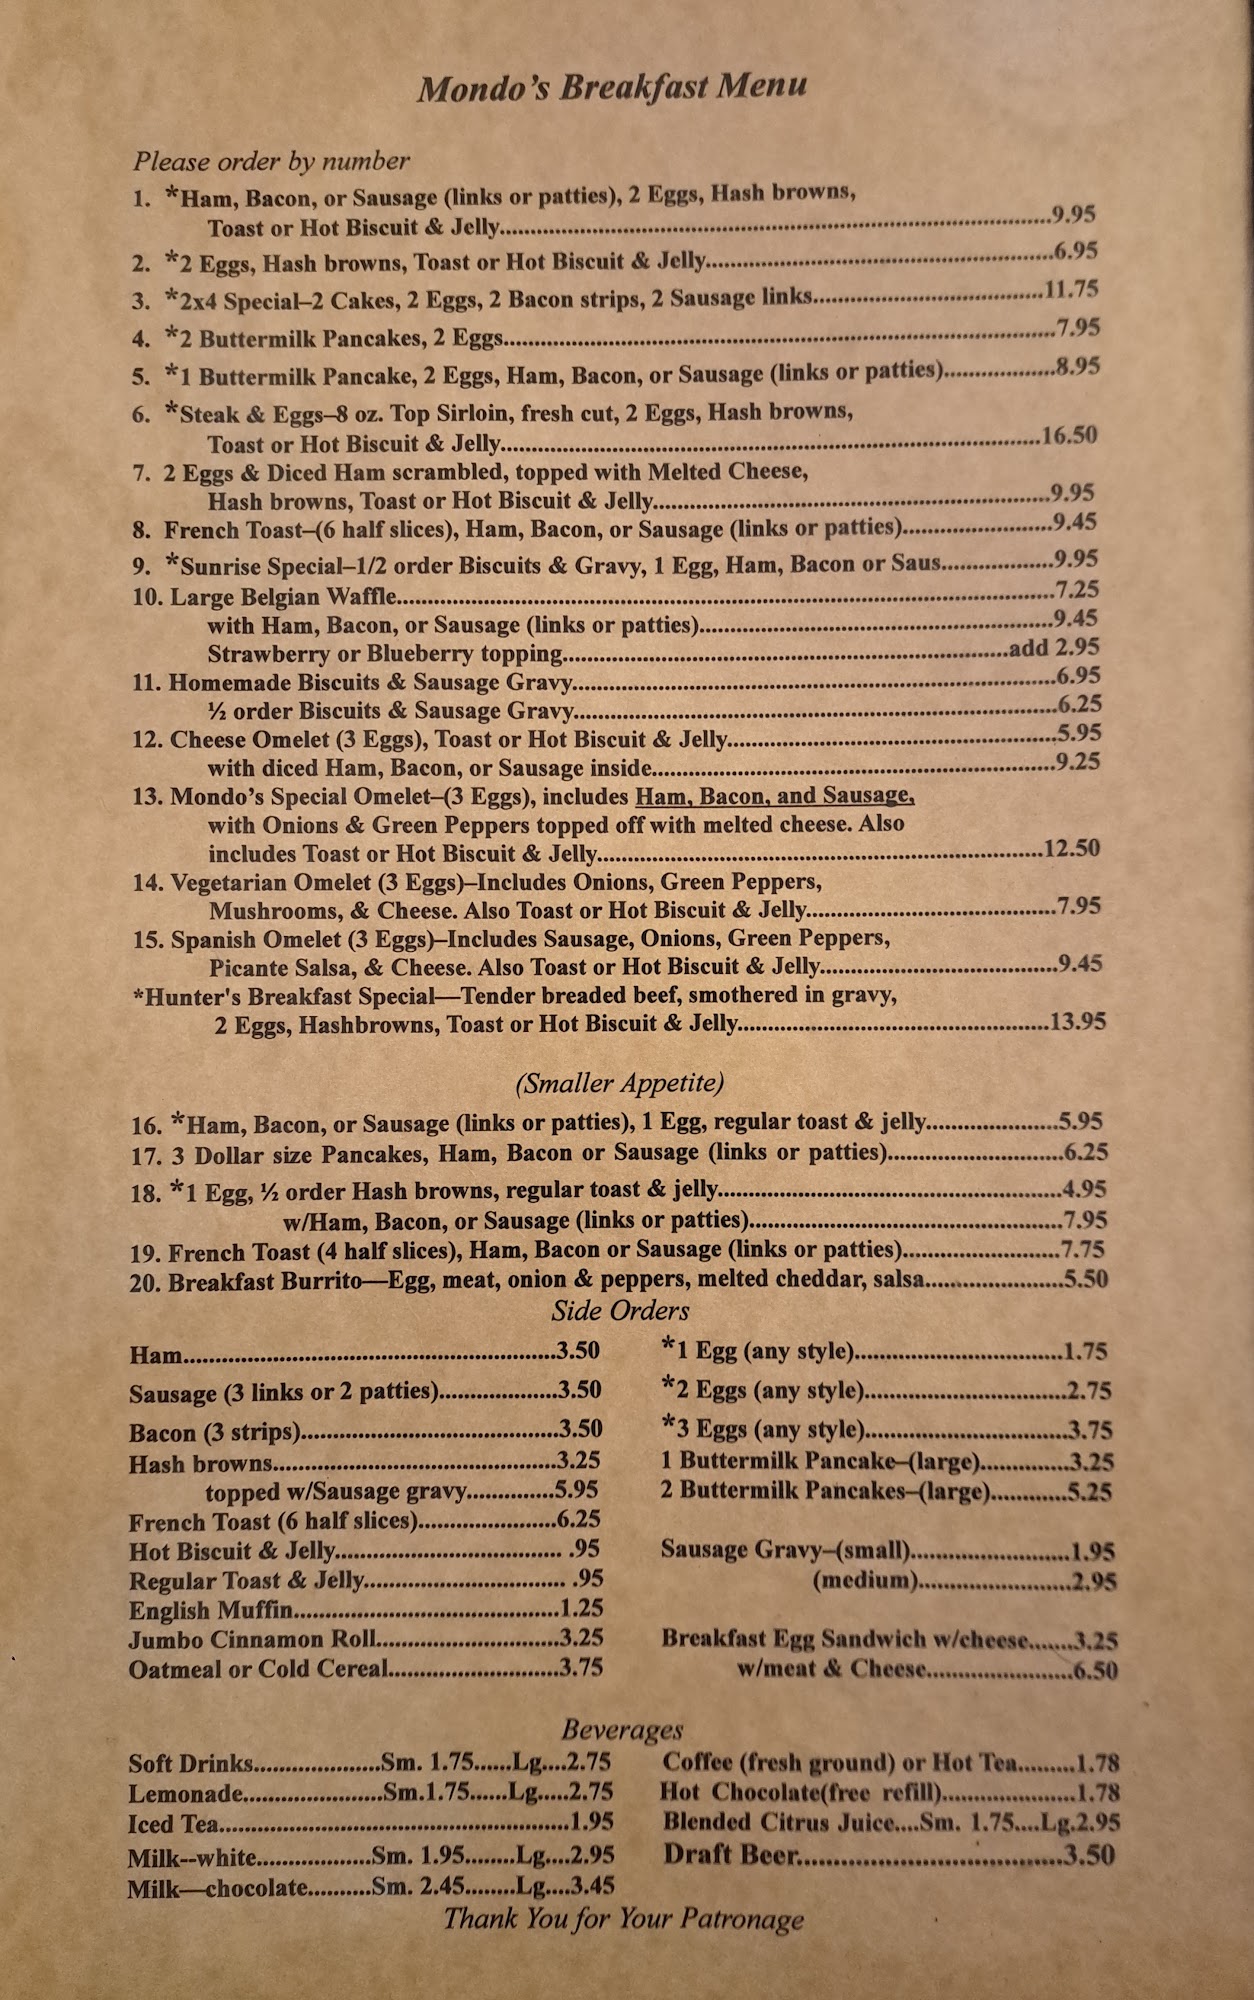 Mondo's Breakfast Menu
Please order by number
1. *Ham, Bacon, or Sausage (links or patties), 2 Eggs, Hash browns,
Toast or Hot Biscuit & Jelly...9.95
2. *2 Eggs, Hash browns, Toast or Hot Biscuit & Jelly...6.95
3. *2x4 Special–2 Cakes, 2 Eggs, 2 Bacon strips, 2 Sausage links...11.75
4. *2 Buttermilk Pancakes, 2 Eggs...7.95
5. *1 Buttermilk Pancake, 2 Eggs, Ham, Bacon, or Sausage (links or patties)...8.95
6. *Steak & Eggs–8 oz. Top Sirloin, fresh cut, 2 Eggs, Hash browns,
Toast or Hot Biscuit & Jelly...16.50
7. 2 Eggs & Diced Ham scrambled, topped with Melted Cheese,
Hash browns, Toast or Hot Biscuit & Jelly...9.95
8. French Toast–(6 half slices), Ham, Bacon, or Sausage (links or patties)...9.45
9. *Sunrise Special–1/2 order Biscuits & Gravy, 1 Egg, Ham, Bacon or Saus...9.95
10. Large Belgian Waffle...7.25
with Ham, Bacon, or Sausage (links or patties)...9.45
Strawberry or Blueberry topping...add 2.95
11. Homemade Biscuits & Sausage Gravy...6.95
½ order Biscuits & Sausage Gravy...6.25
12. Cheese Omelet (3 Eggs), Toast or Hot Biscuit & Jelly...5.95
with diced Ham, Bacon, or Sausage inside...9.25
13. Mondo's Special Omelet–(3 Eggs), includes Ham, Bacon, and Sausage,
with Onions & Green Peppers topped off with melted cheese. Also
includes Toast or Hot Biscuit & Jelly...12.50
14. Vegetarian Omelet (3 Eggs)–Includes Onions, Green Peppers,
Mushrooms, & Cheese. Also Toast or Hot Biscuit & Jelly...7.95
15. Spanish Omelet (3 Eggs)–Includes Sausage, Onions, Green Peppers,
Picante Salsa, & Cheese. Also Toast or Hot Biscuit & Jelly...9.45
*Hunter's Breakfast Special—Tender breaded beef, smothered in gravy,
2 Eggs, Hashbrowns, Toast or Hot Biscuit & Jelly...13.95
(Smaller Appetite)
16. *Ham, Bacon, or Sausage (links or patties), 1 Egg, regular toast & jelly...5.95
17. 3 Dollar size Pancakes, Ham, Bacon or Sausage (links or patties)...6.25
18. *1 Egg, ½ order Hash browns, regular toast & jelly...4.95
w/Ham, Bacon, or Sausage (links or patties)...7.95
19. French Toast (4 half slices), Ham, Bacon or Sausage (links or patties)...7.75
20. Breakfast Burrito—Egg, meat, onion & peppers, melted cheddar, salsa...5.50
Side Orders
Ham...3.50
Sausage (3 links or 2 patties)...3.50
Bacon (3 strips)...3.50
Hash browns...3.25
topped w/Sausage gravy...5.95
French Toast (6 half slices)...6.25
Hot Biscuit & Jelly... .95
Regular Toast & Jelly... .95
English Muffin...1.25
Jumbo Cinnamon Roll...3.25
Oatmeal or Cold Cereal...3.75
*1 Egg (any style)...1.75
*2 Eggs (any style)...2.75
*3 Eggs (any style)...3.75
1 Buttermilk Pancake–(large)...3.25
2 Buttermilk Pancakes–(large)...5.25
Sausage Gravy–(small)...1.95
(medium)...2.95
Breakfast Egg Sandwich w/cheese...3.25
w/meat & Cheese...6.50
Beverages
Soft Drinks...Sm. 1.75...Lg...2.75
Lemonade...Sm.1.75...Lg...2.75
Iced Tea...1.95
Milk--white...Sm. 1.95...Lg...2.95
Milk—chocolate...Sm. 2.45...Lg...3.45
Coffee (fresh ground) or Hot Tea...1.78
Hot Chocolate(free refill)...1.78
Blended Citrus Juice...Sm. 1.75...Lg.2.95
Draft Beer...3.50
Thank You for Your Patronage